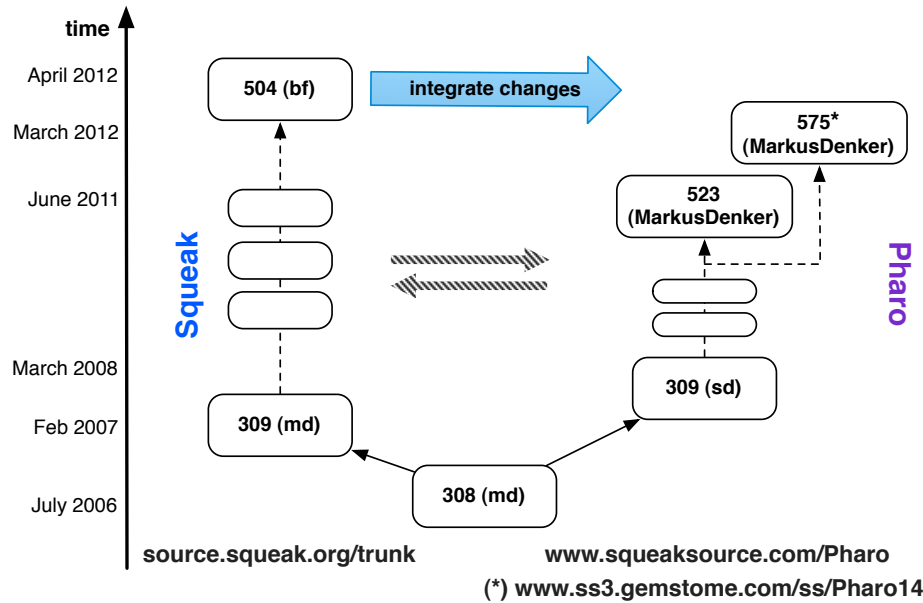 time
April 2012
504 (bf)
integrate changes
March 2012
575*
(MarkusDenker)
June 2011
523
(MarkusDenker)
Squeak
Pharo
March 2008
309 (sd)
Feb 2007
309 (md)
308 (md)
July 2006
source.squeak.org/trunk
www.squeaksource.com/Pharo
(*) www.ss3.gemstome.com/ss/Pharo14